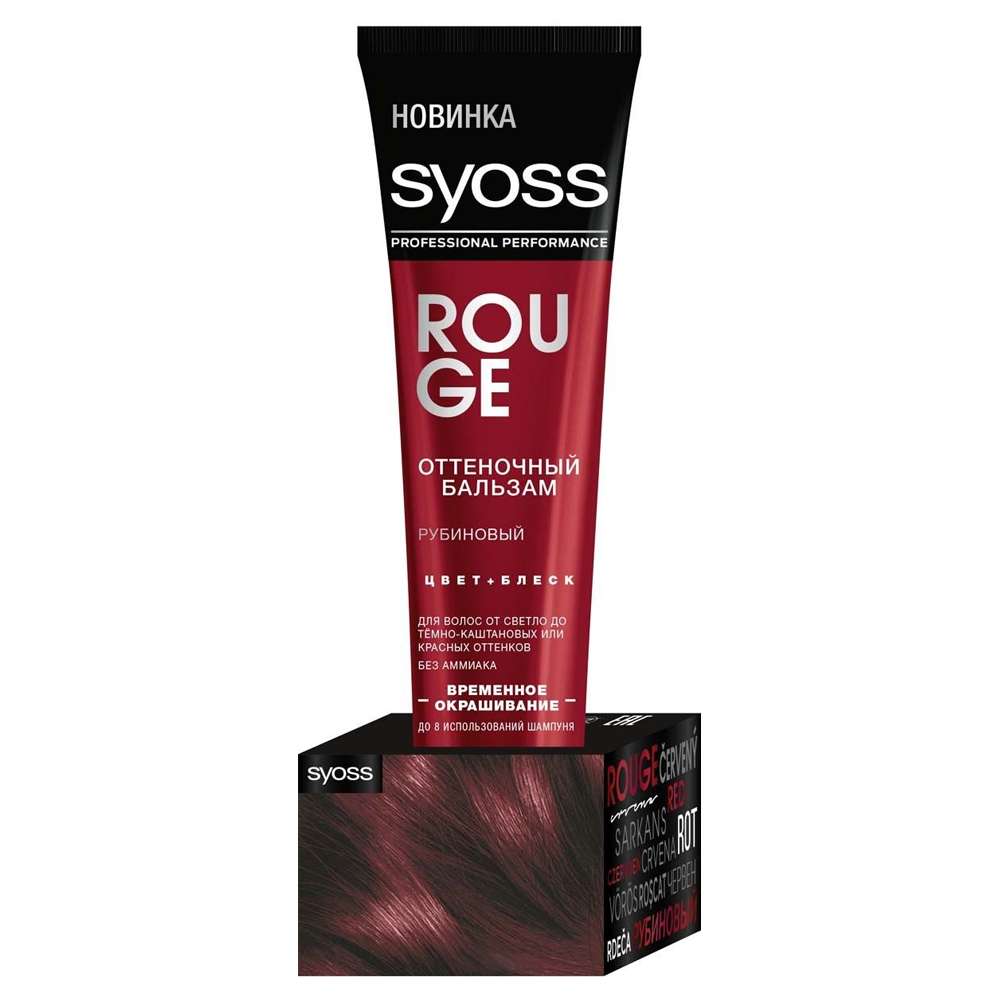 НОВИНКА
syoss
PROFESSIONAL PERFORMANCE
ROU
GE
ОТТЕНОЧНЫЙ
БАЛЬЗАМ
РУБИНОВЫЙ
ЦВЕТ+БЛЕСК
ДЛЯ ВОЛОС ОТ СВЕТЛО ДО
ТЁМНО-КАШТАНОВЫХ ИЛИ
КРАСНЫХ ОТТЕНКОВ
БЕЗ АММИАКА
ВРЕМЕННОЕ
ОКРАШИВАНИЕ
ДО 8 ИСПОЛЬЗОВАНИЙ ШАМПУНЯ
syoss
ROUGE ČERVENÝ
RED
SARKANS
ROT
CRVENA
VÖRÖS ROȘCAT ЧЕРВЕН
RDEČA РУБИНОВЫЙ